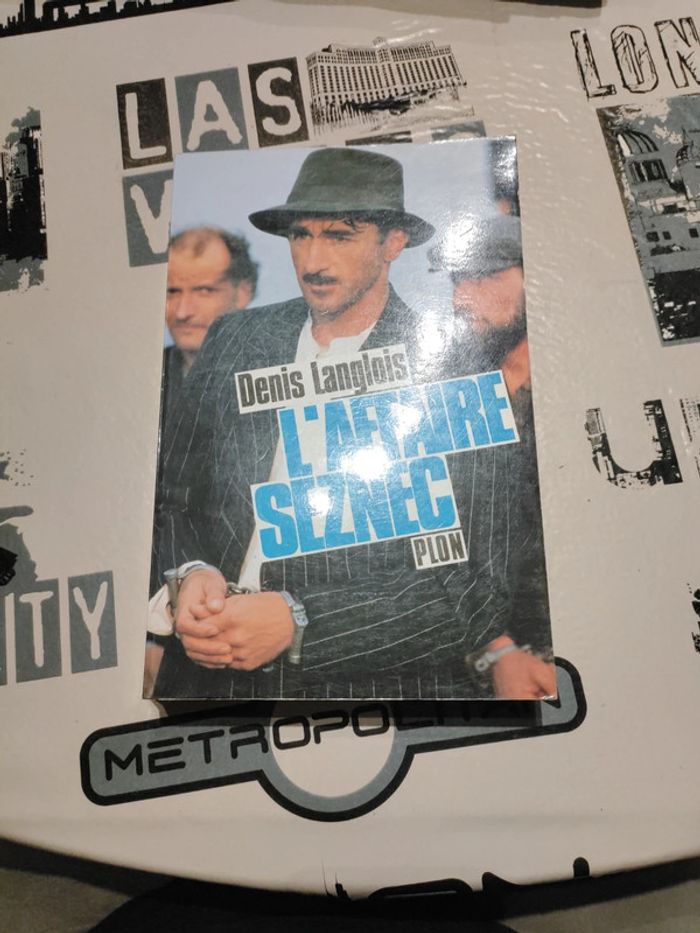 LAS
LON
Denis Langlois
L'AFFAIRE
SEZNEC
PLON
ITY
METROPOLITAN